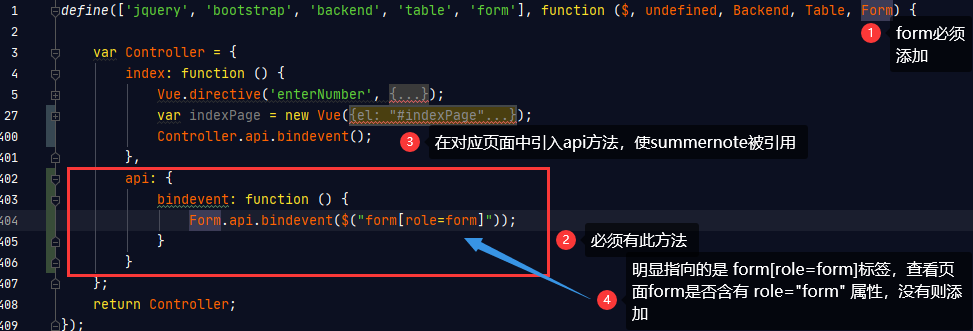 1 define(['jquery', 'bootstrap', 'backend', 'table', 'form'], function ($, undefined, Backend, Table, Form) {
1 form必须
添加
2
3 var Controller = {
4 index: function () {
5 Vue.directive('enterNumber', {...});
27 var indexPage = new Vue({el: "#indexPage"...});
400 Controller.api.bindevent();
3 在对应页面中引入api方法，使summernote被引用
401 },
402 api: {
403 bindevent: function () {
404 Form.api.bindevent($("form[role=form]"));
405 }
2 必须有此方法
406 }
407 };
4 明显指向的是 form[role=form]标签，查看页
面form是否含有 role="form" 属性，没有则添
加
408 return Controller;
409 });